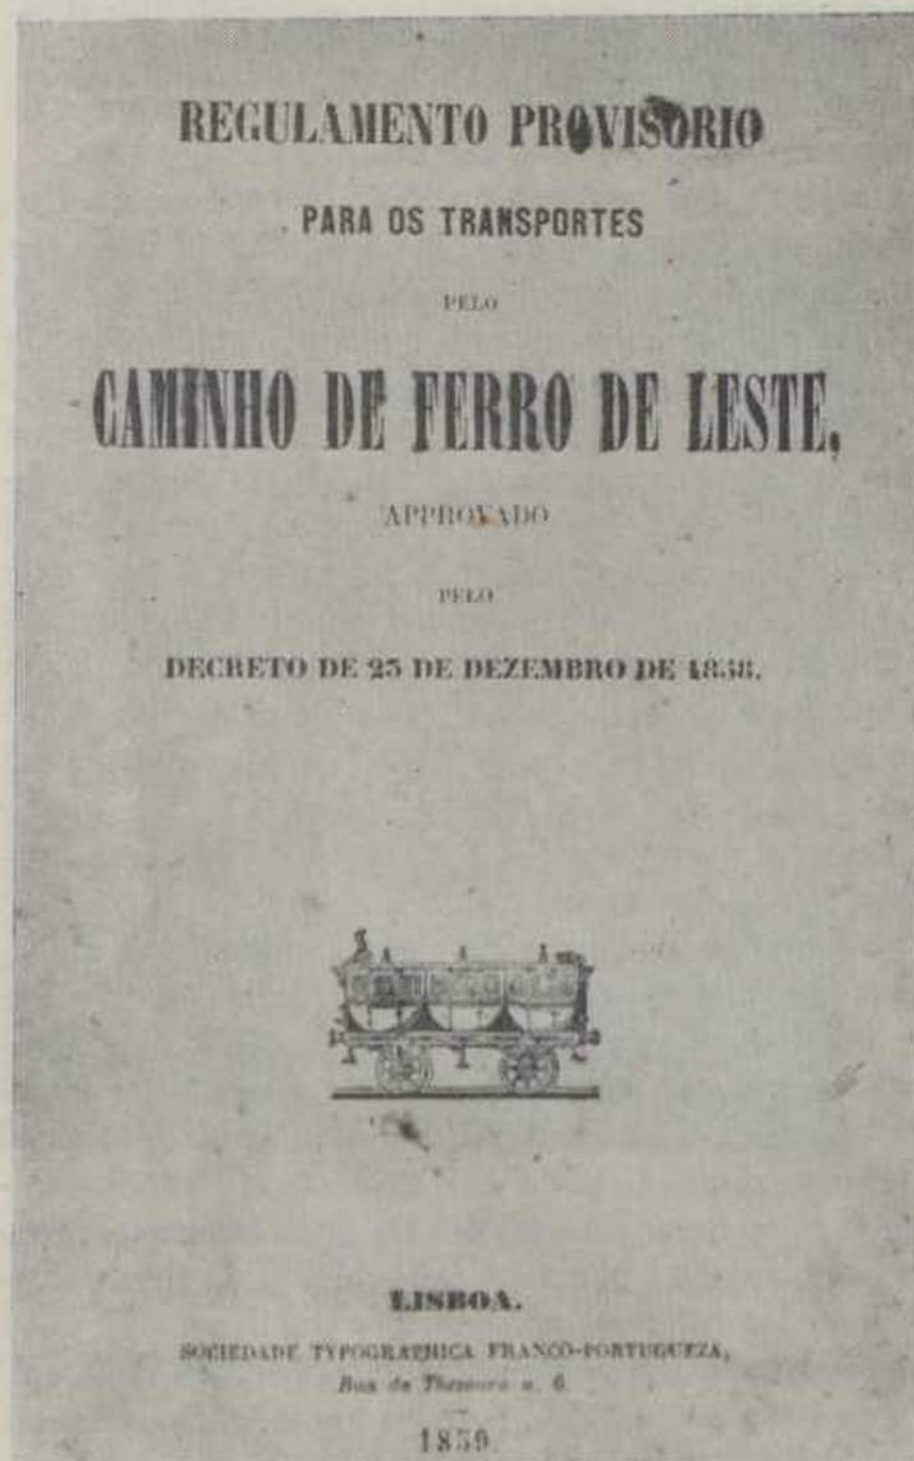 REGULAMENTO PROVISORIO
PARA OS TRANSPORTES
PELO
CAMINHO DE FERRO DE LESTE,
APPROVADO
PELO
DECRETO DE 23 DE DEZEMBRO DE 1858.
LISBOA.
SOCIEDADE TYPOGRAPHICA FRANCO-PORTUGUEZA,
Rua do Thesouro n. 6
1859